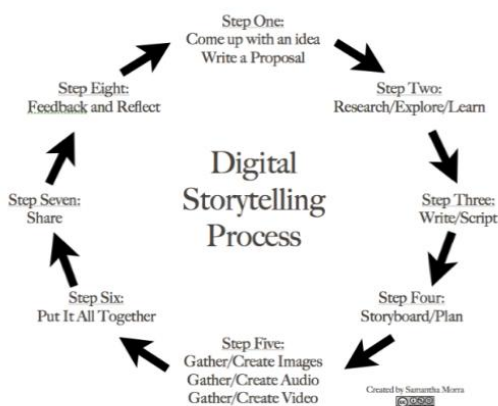 Step One:
Come up with an idea
Write a Proposal
Step Two:
Research/Explore/Learn
Step Three:
Write/Script
Step Four:
Storyboard/Plan
Step Five:
Gather/Create Images
Gather/Create Audio
Gather/Create Video
Step Six:
Put It All Together
Step Seven:
Share
Step Eight:
Feedback and Reflect
Digital
Storytelling
Process
Created by Samantha Morra